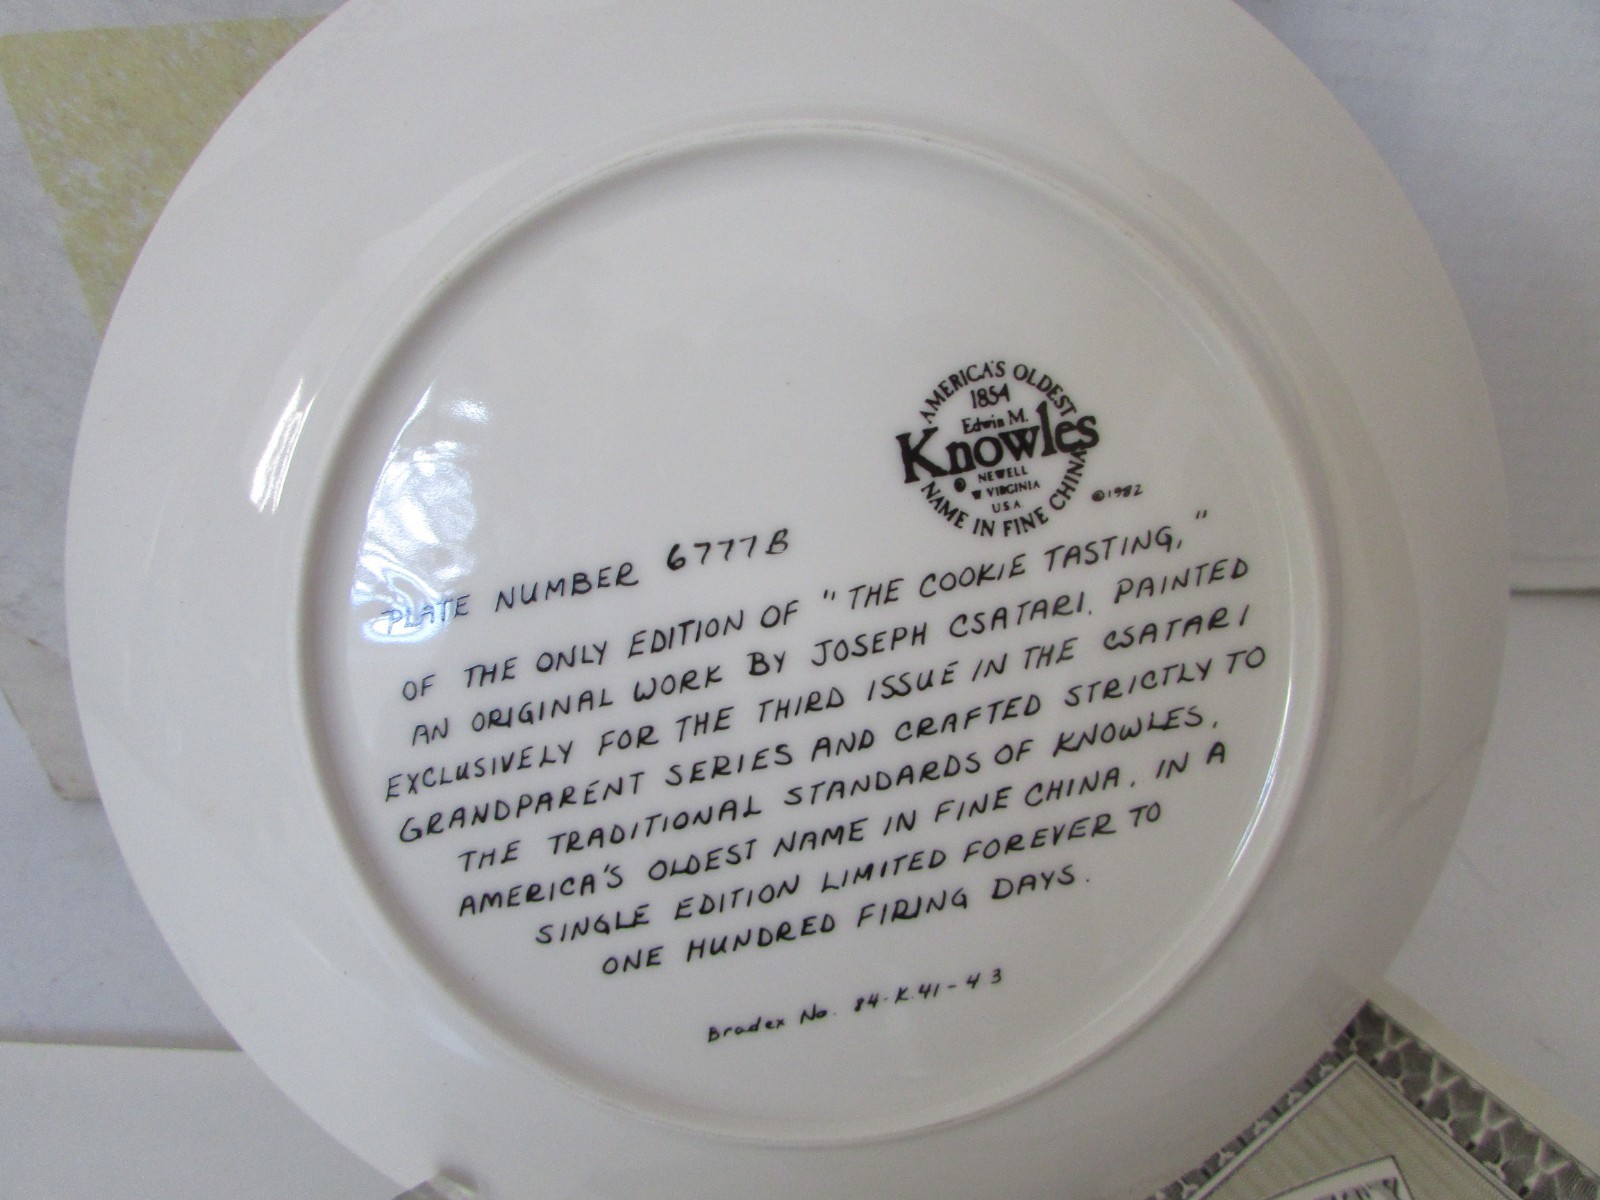 AMERICA'S OLDEST
1854
Edwin M.
Knowles
NEWELL
W VIRGINIA
U.S.A.
NAME IN FINE CHINA
©1982
PLATE NUMBER 6777B
OF THE ONLY EDITION OF "THE COOKIE TASTING,"
AN ORIGINAL WORK BY JOSEPH CSATARI. PAINTED
EXCLUSIVELY FOR THE THIRD ISSUE IN THE CSATARI
GRANDPARENT SERIES AND CRAFTED STRICTLY TO
THE TRADITIONAL STANDARDS OF KNOWLES,
AMERICA'S OLDEST NAME IN FINE CHINA. IN A
SINGLE EDITION LIMITED FOREVER TO
ONE HUNDRED FIRING DAYS.
Bradex No. 84-K41-43